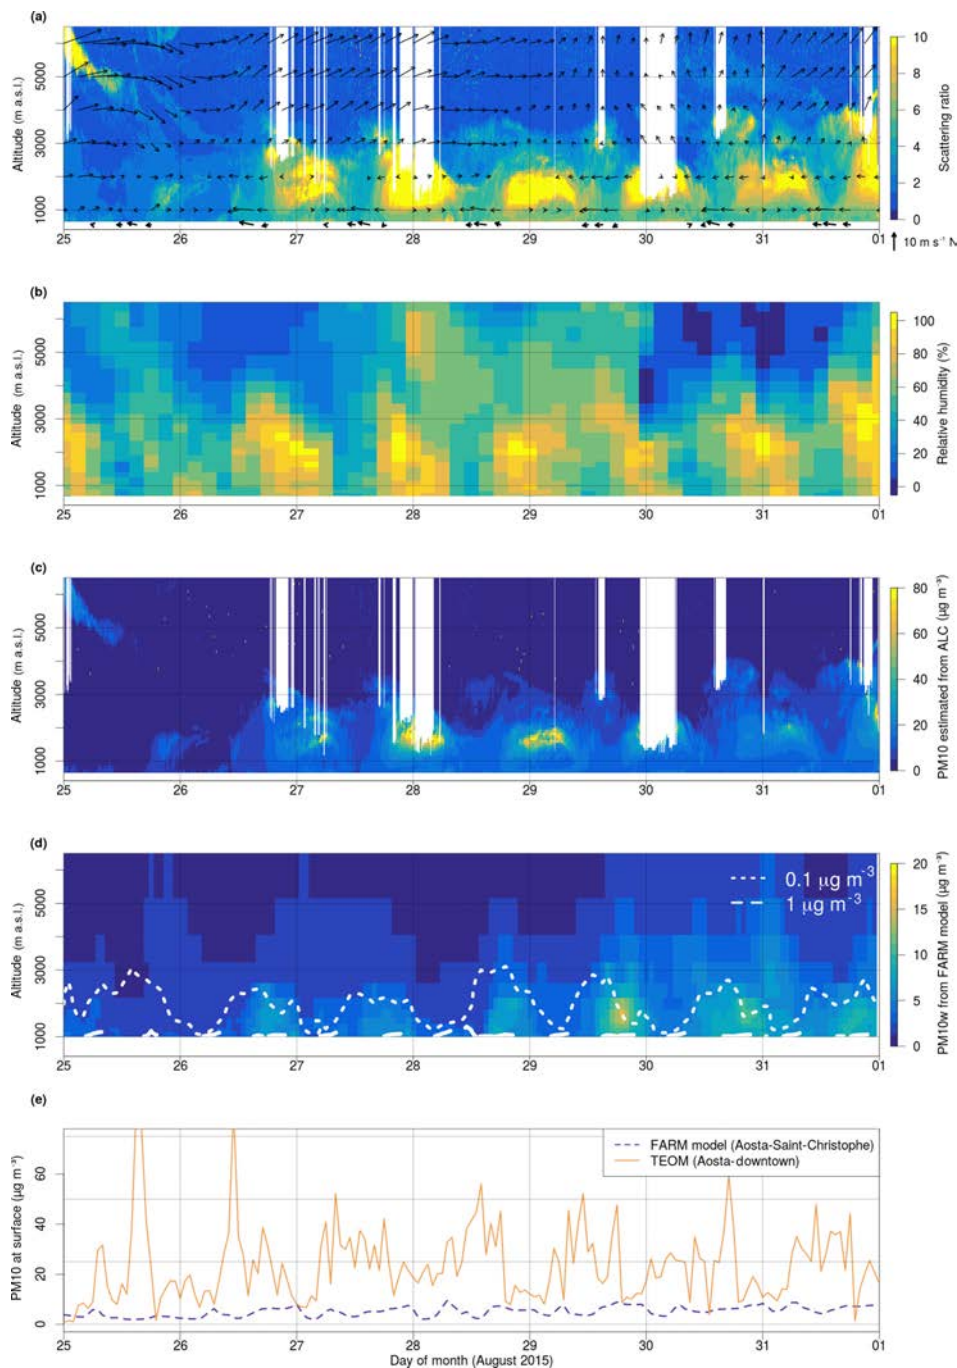 (a)
Altitude (m a.s.l.)
1000 3000 5000
25 26 27 28 29 30 31 01
0 2 4 6 8 10
Scattering ratio
10 m s⁻¹ N
(b)
Altitude (m a.s.l.)
1000 3000 5000
25 26 27 28 29 30 31 01
0 20 40 60 80 100
Relative humidity (%)
(c)
Altitude (m a.s.l.)
1000 3000 5000
25 26 27 28 29 30 31 01
0 20 40 60 80
PM10 estimated from ALC (µg m⁻³)
(d)
0.1 µg m⁻³
1 µg m⁻³
Altitude (m a.s.l.)
1000 3000 5000
25 26 27 28 29 30 31 01
0 5 10 15 20
PM10w from FARM model (µg m⁻³)
(e)
FARM model (Aosta-Saint-Christophe)
TEOM (Aosta-downtown)
PM10 at surface (µg m⁻³)
0 20 40 60
25 26 27 28 29 30 31 01
Day of month (August 2015)